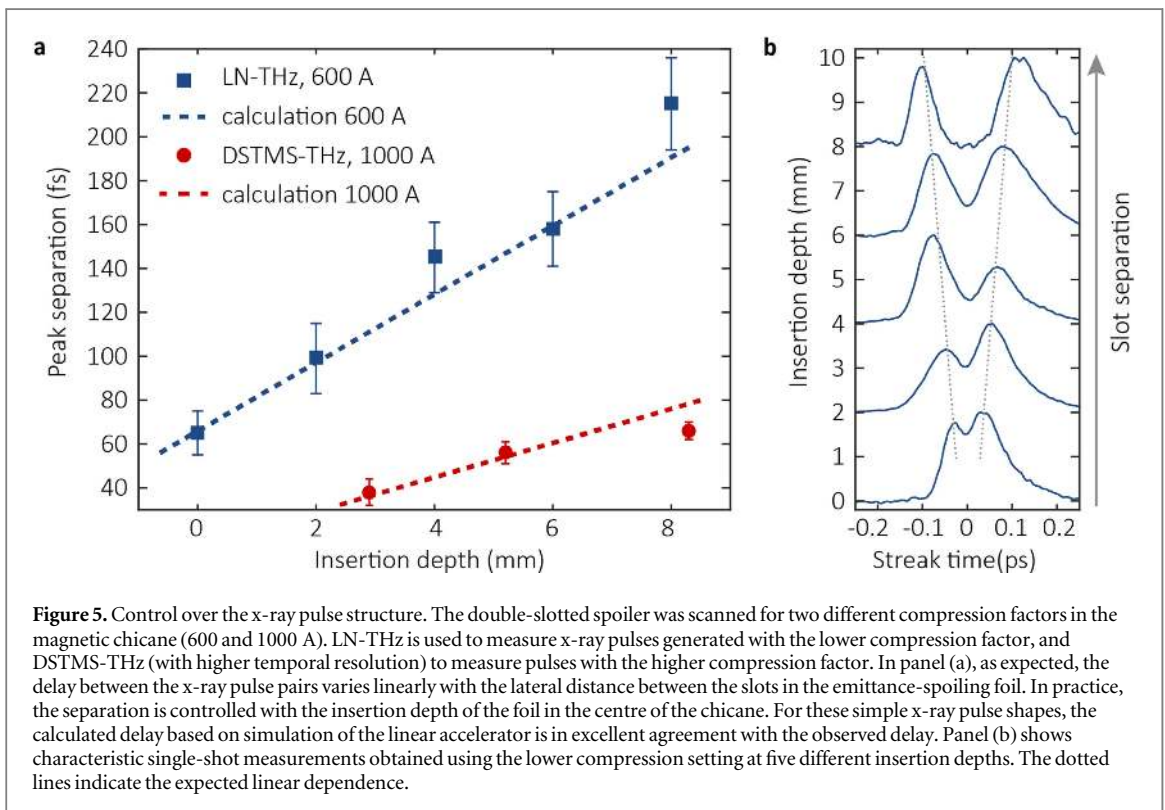 a
240
220
200
180
160
140
120
100
80
60
40
Peak separation (fs)
LN-THz, 600 A
calculation 600 A
DSTMS-THz, 1000 A
calculation 1000 A
0 2 4 6 8
Insertion depth (mm)
b
10
9
8
7
6
5
4
3
2
1
0
Insertion depth (mm)
-0.2 -0.1 0 0.1 0.2
Streak time(ps)
Slot separation
Figure 5. Control over the x-ray pulse structure. The double-slotted spoiler was scanned for two different compression factors in the
magnetic chicane (600 and 1000 A). LN-THz is used to measure x-ray pulses generated with the lower compression factor, and
DSTMS-THz (with higher temporal resolution) to measure pulses with the higher compression factor. In panel (a), as expected, the
delay between the x-ray pulse pairs varies linearly with the lateral distance between the slots in the emittance-spoiling foil. In practice,
the separation is controlled with the insertion depth of the foil in the centre of the chicane. For these simple x-ray pulse shapes, the
calculated delay based on simulation of the linear accelerator is in excellent agreement with the observed delay. Panel (b) shows
characteristic single-shot measurements obtained using the lower compression setting at five different insertion depths. The dotted
lines indicate the expected linear dependence.